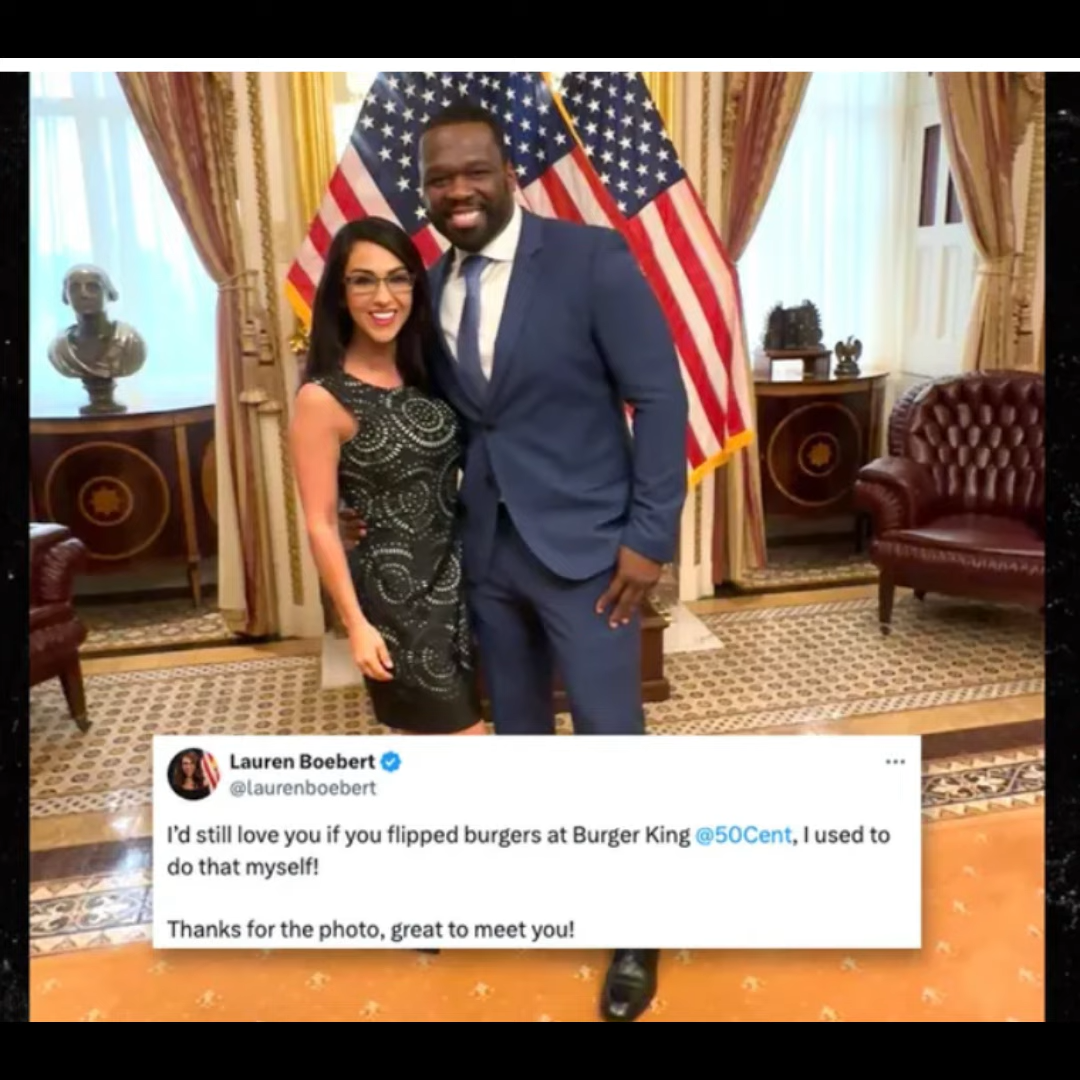 Lauren Boebert
@laurenboebert
I'd still love you if you flipped burgers at Burger King @50Cent, I used to
do that myself!
Thanks for the photo, great to meet you!